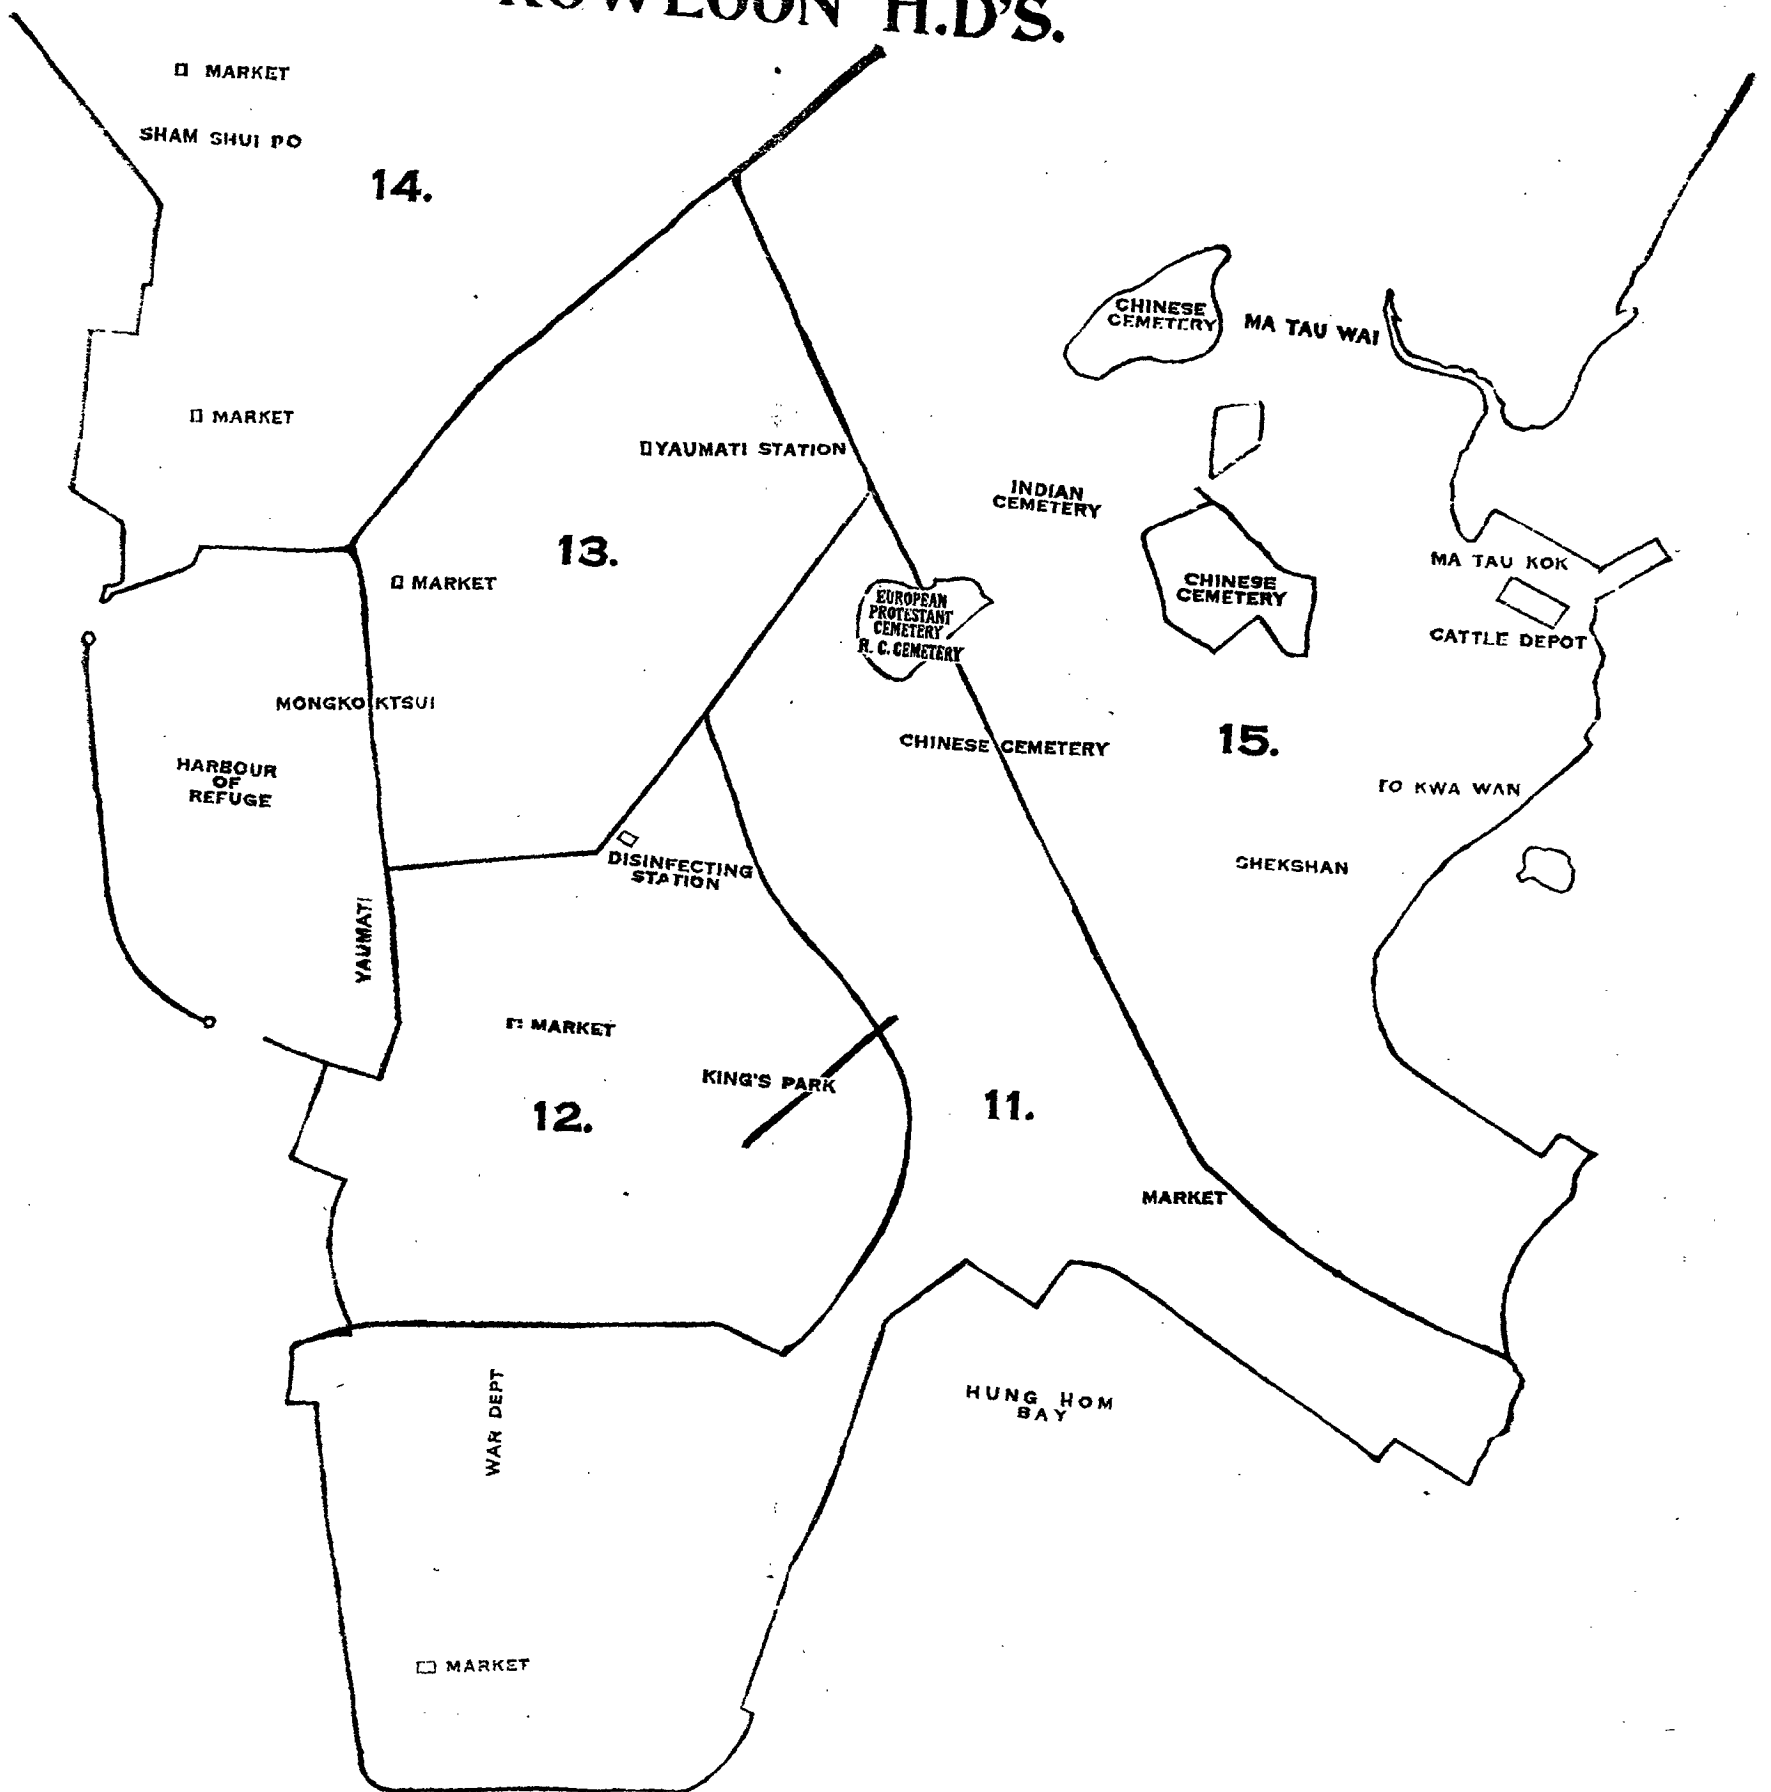 KOWLOON H.D'S.
MARKET
SHAM SHUI PO
14.
CHINESE
CEMETERY
MA TAU WAI
MARKET
YAUMATI STATION
INDIAN
CEMETERY
13.
MARKET
MA TAU KOK
CHINESE
CEMETERY
EUROPEAN
PROTESTANT
CEMETERY
R. C. CEMETERY
CATTLE DEPOT
MONGKOKTSUI
CHINESE CEMETERY
15.
HARBOUR
OF
REFUGE
TO KWA WAN
DISINFECTING
STATION
SHEKSHAN
YAUMATI
MARKET
KING'S PARK
12.
11.
MARKET
WAR DEPT
HUNG HOM
BAY
MARKET